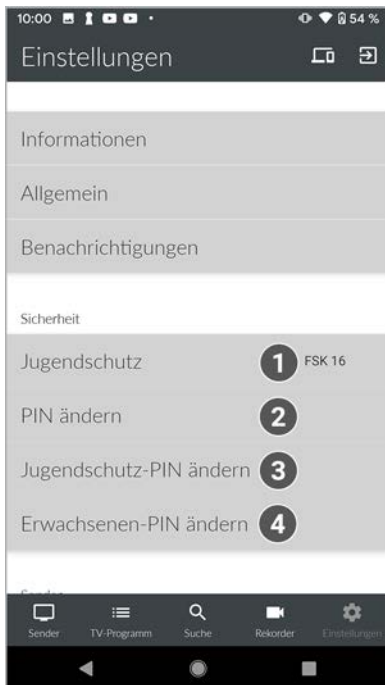 10:00 54 %
Einstellungen
Informationen
Allgemein
Benachrichtigungen
Sicherheit
Jugendschutz 1 FSK 16
PIN ändern 2
Jugendschutz-PIN ändern 3
Erwachsenen-PIN ändern 4
Sender TV-Programm Suche Rekorder Einstellungen